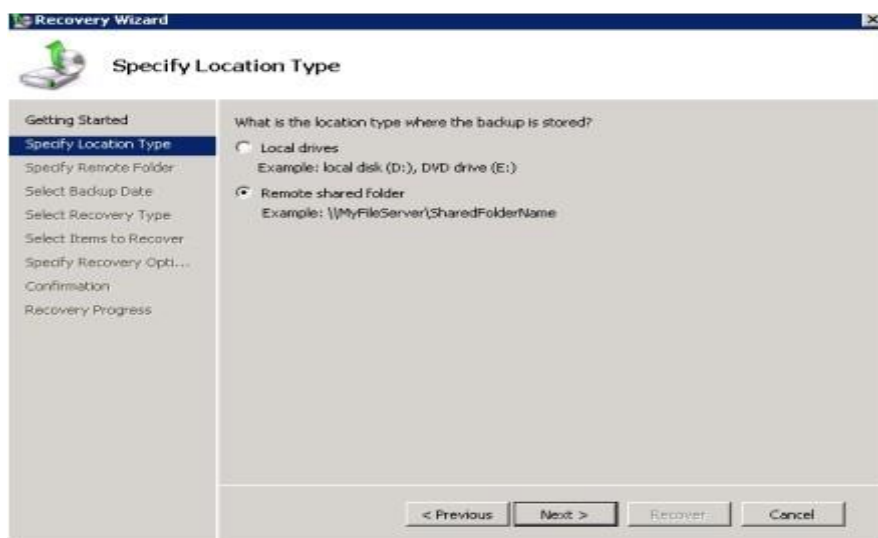 Recovery Wizard
Specify Location Type
Getting Started
Specify Location Type
Specify Remote Folder
Select Backup Date
Select Recovery Type
Select Items to Recover
Specify Recovery Opti...
Confirmation
Recovery Progress
What is the location type where the backup is stored?
Local drives
Example: local disk (D:), DVD drive (E:)
Remote shared folder
Example: \\MyFileServer\SharedFolderName
< Previous
Next >
Recover
Cancel